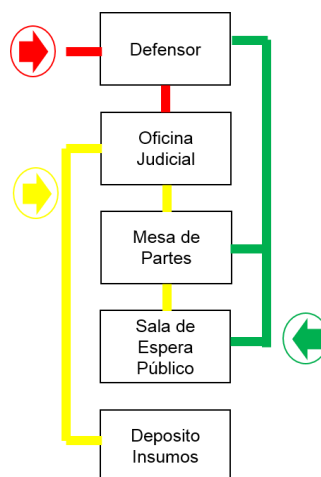 Defensor
Oficina
Judicial
Mesa de
Partes
Sala de
Espera
Público
Deposito
Insumos